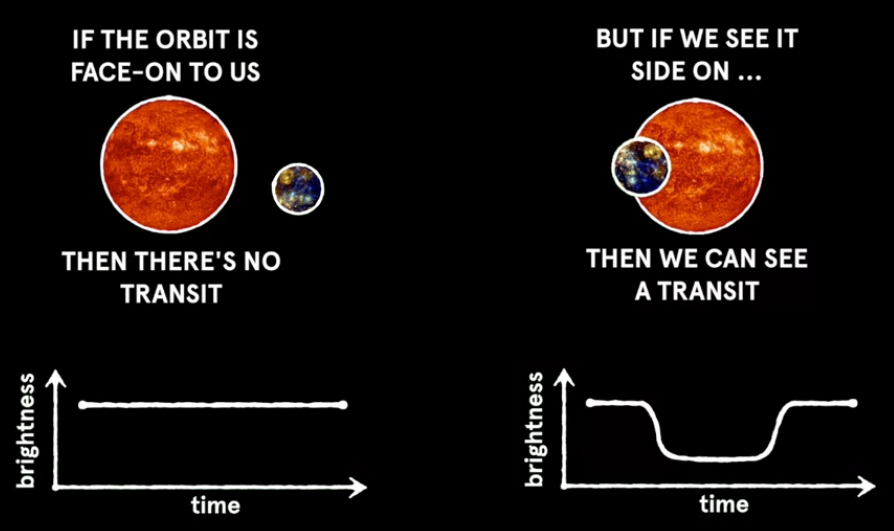 IF THE ORBIT IS
FACE-ON TO US
THEN THERE'S NO
TRANSIT
brightness
time
BUT IF WE SEE IT
SIDE ON ...
THEN WE CAN SEE
A TRANSIT
brightness
time